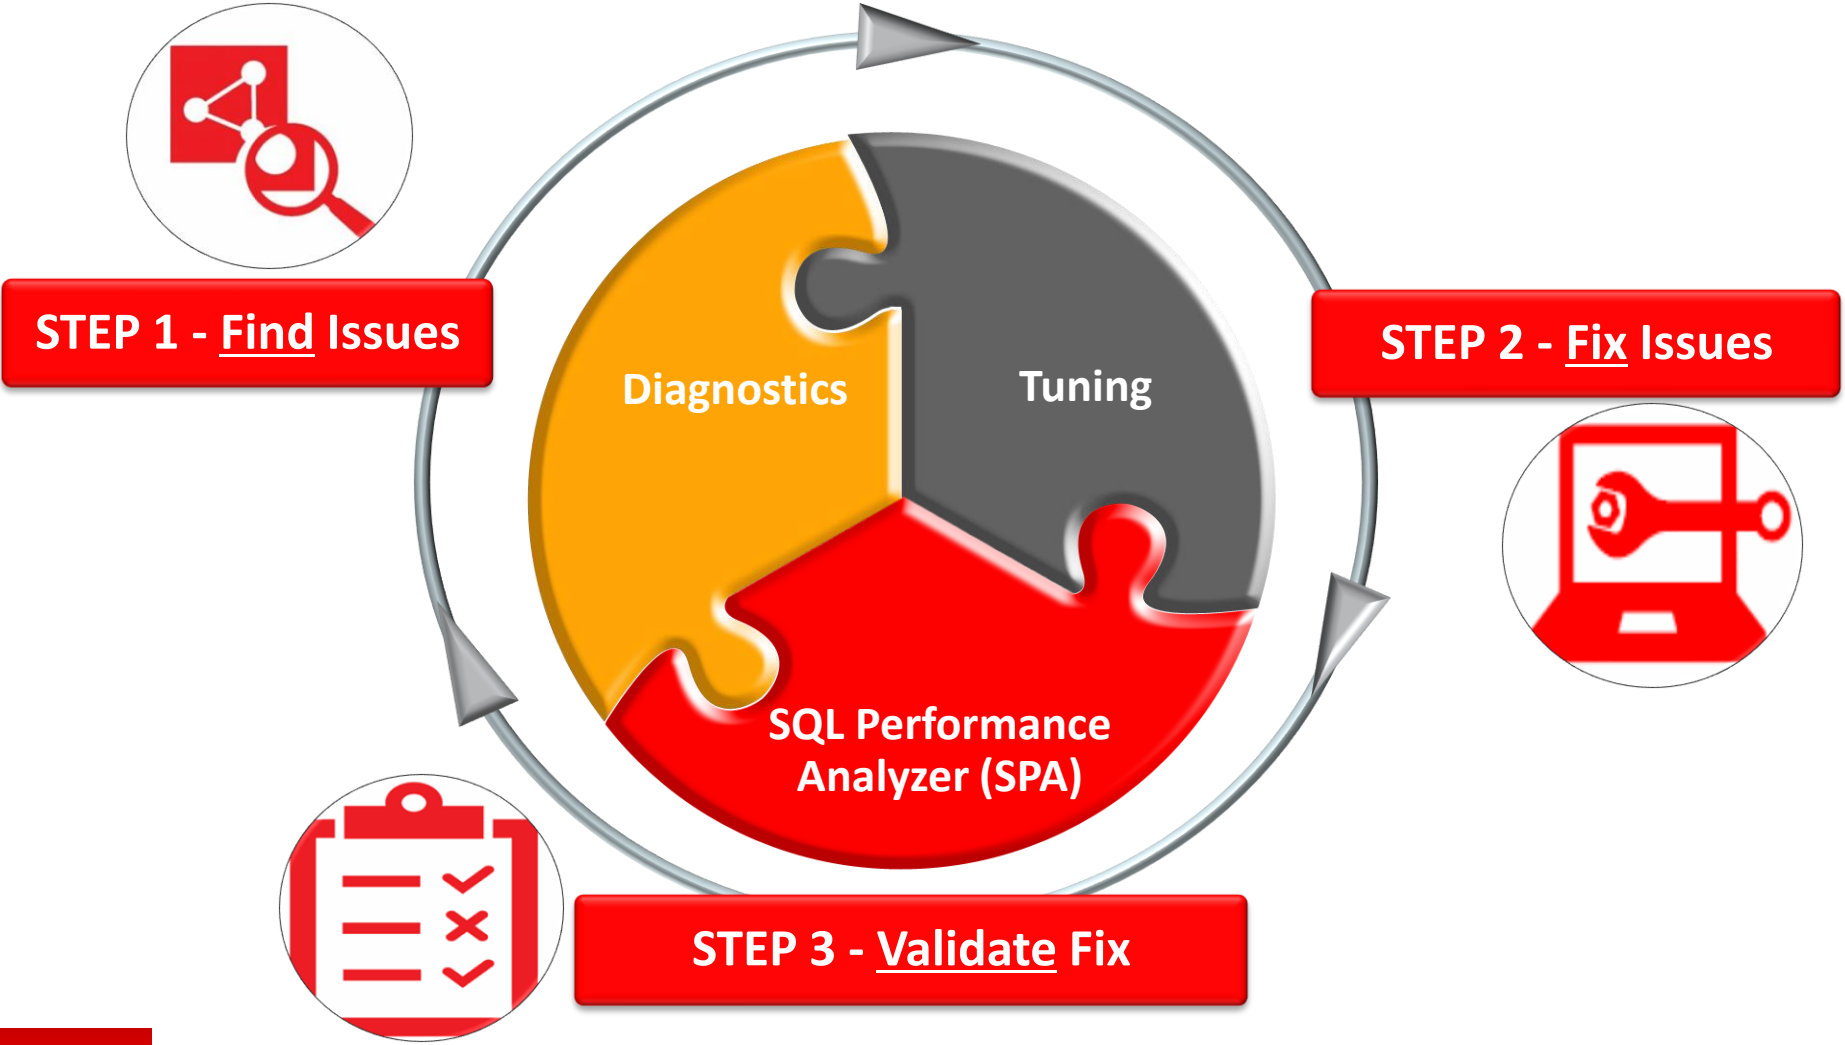 STEP 1 - Find Issues
STEP 2 - Fix Issues
Diagnostics
Tuning
SQL Performance
Analyzer (SPA)
STEP 3 - Validate Fix